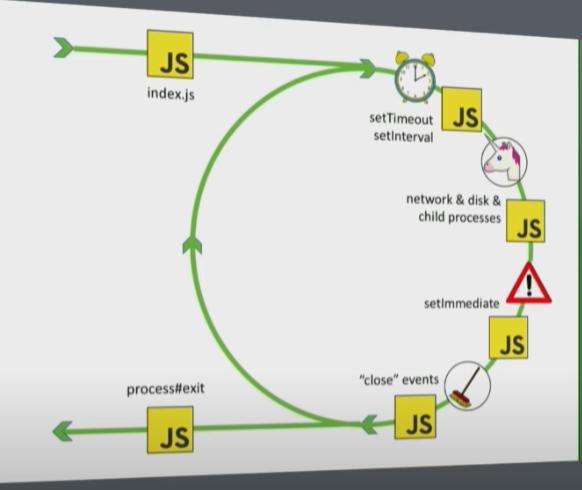 JS
index.js
setTimeout
setInterval
JS
network & disk &
child processes
JS
setImmediate
JS
"close" events
JS
process#exit
JS